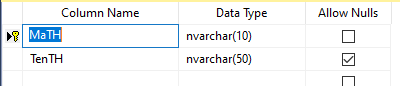 Column Name Data Type Allow Nulls
MaTH nvarchar(10)
TenTH nvarchar(50)